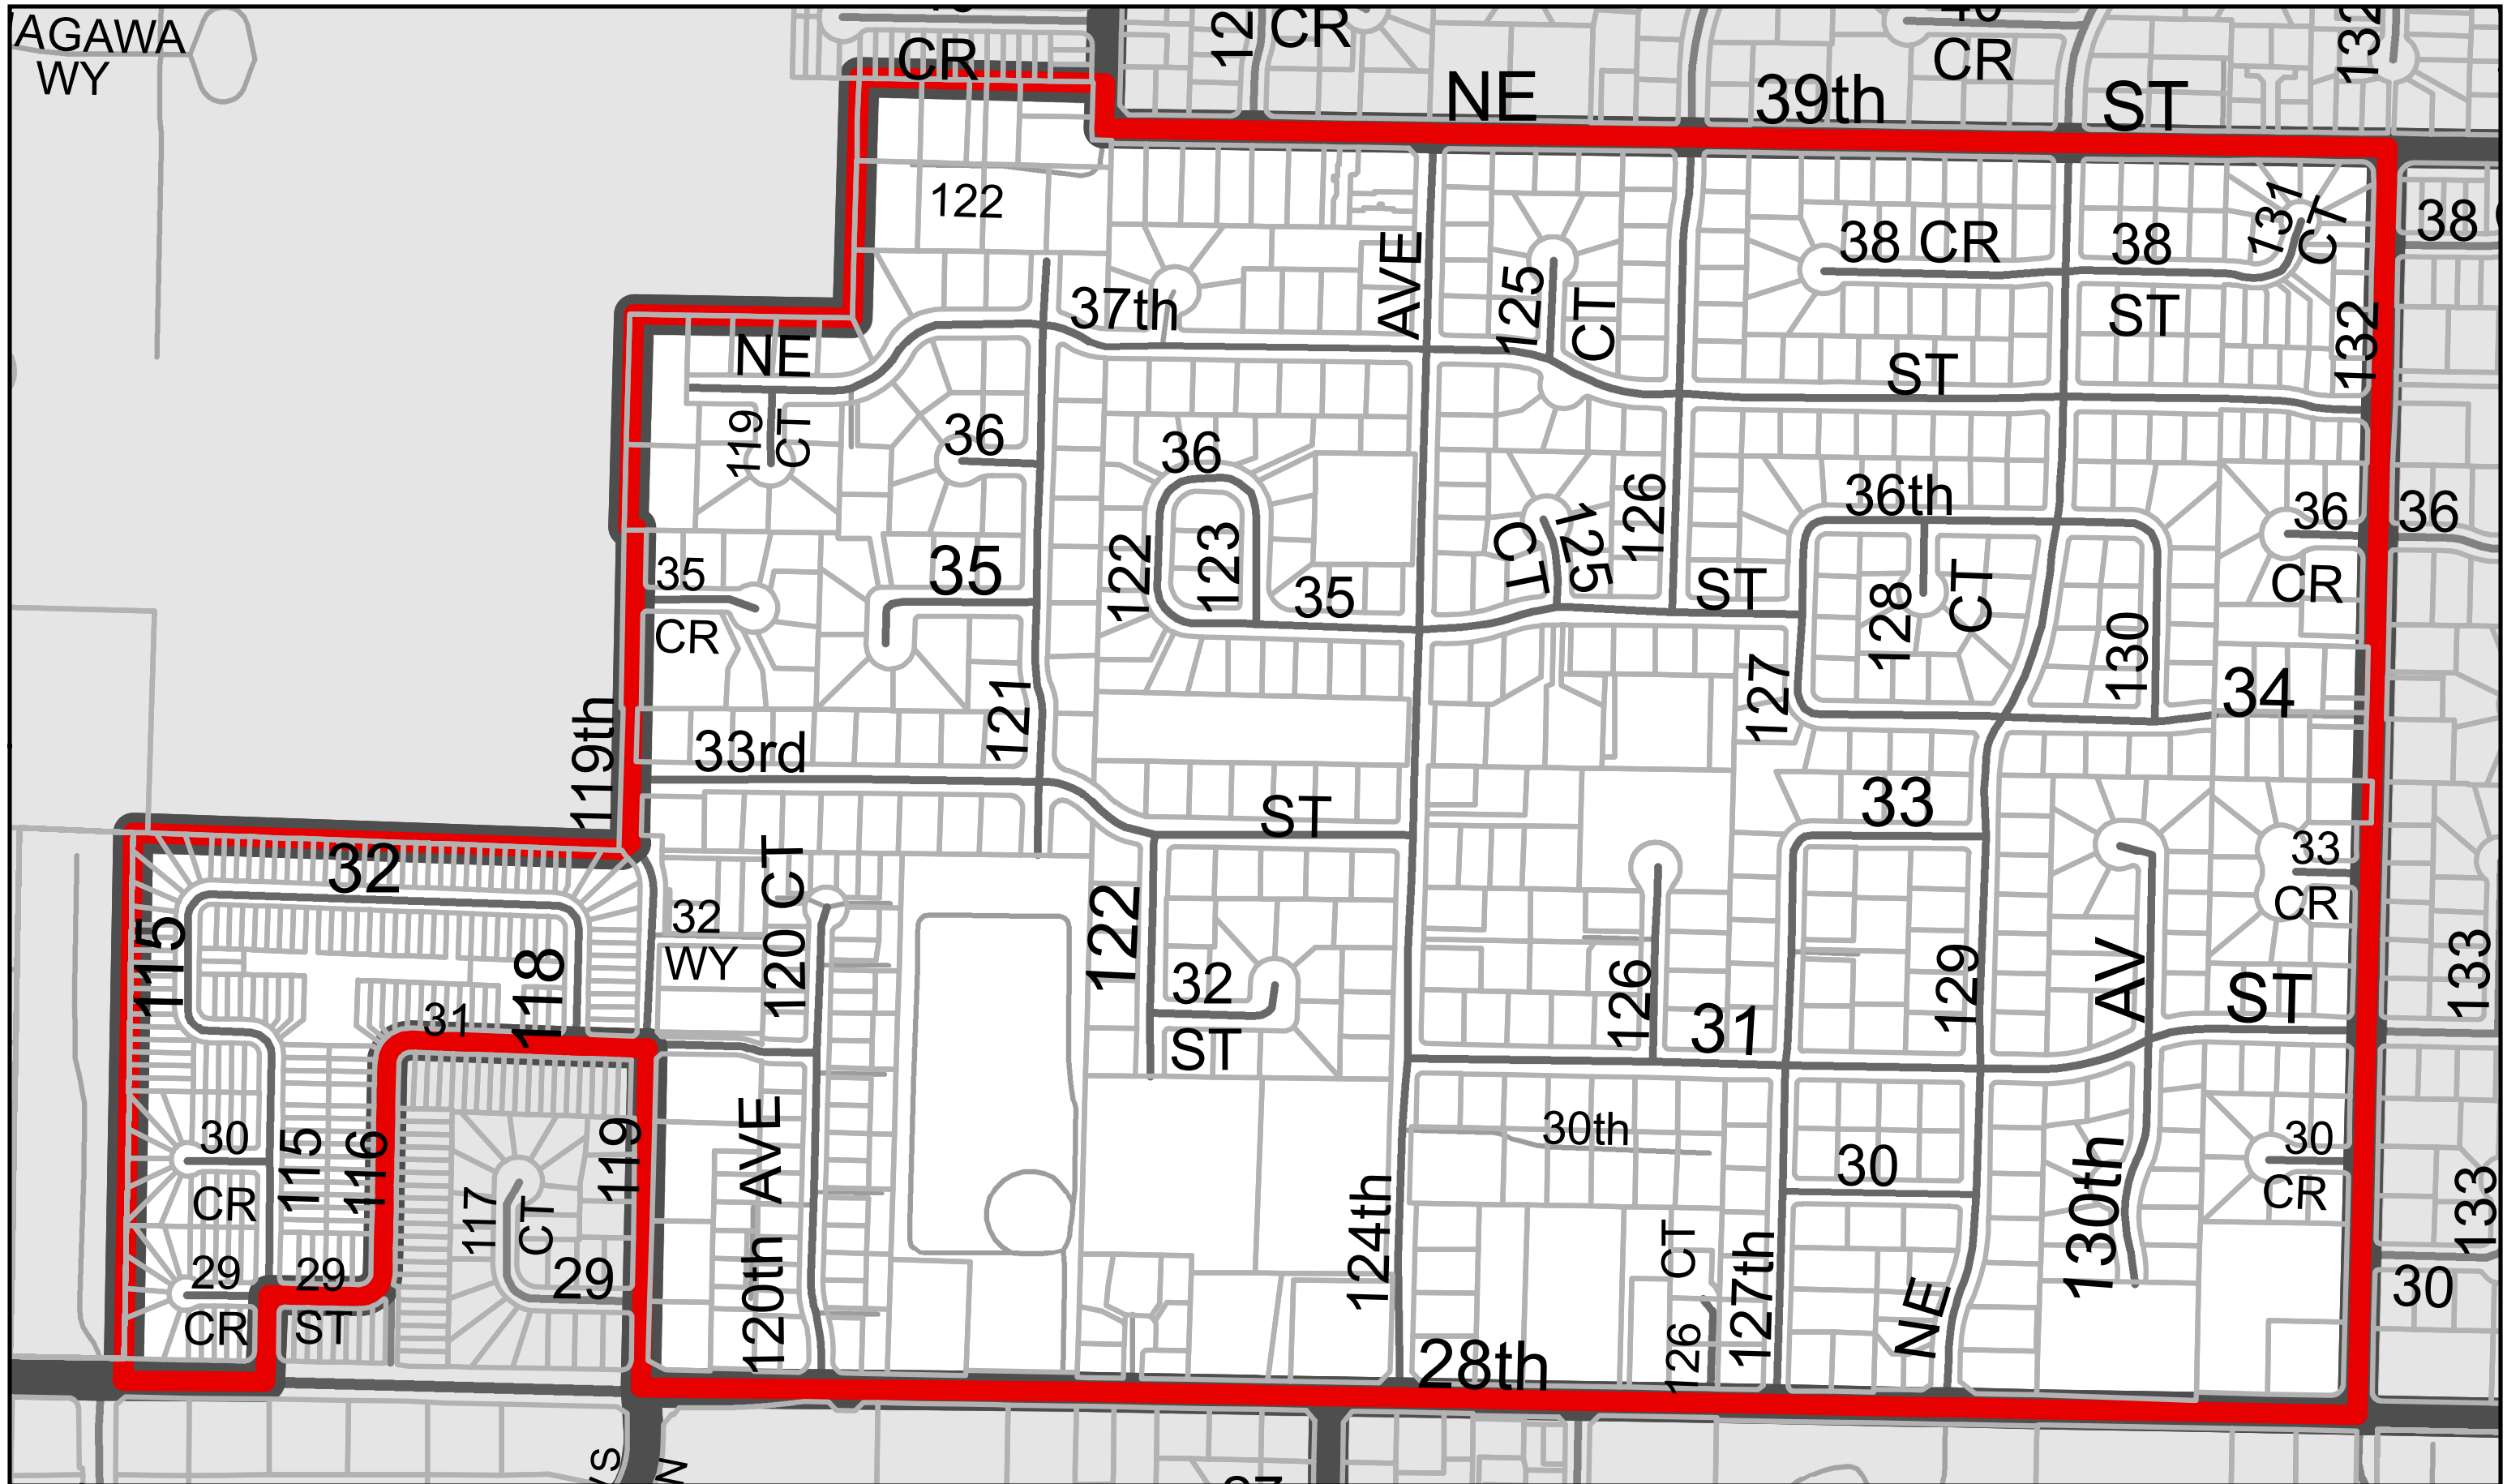 AGAWA
WY
CR
CR
CR
NE
39th
ST
132
122
131
CT
38 CR
38
38
AVE
125
CT
37th
ST
132
NE
ST
119
CT
36
36
36th
36
36
126
CT
125
122
123
35
35
ST
128
CT
130
CR
35
CR
34
127
121
119th
33rd
ST
33
33
CR
32
120 CT
32
WY
122
32
ST
115
118
31
126
31
129
AV
ST
133
30
CR
115
116
119
117
CT
AVE
30th
30
30
CR
130th
133
29
CR
29
ST
29
120th
124th
CT
126
127th
NE
30
28th